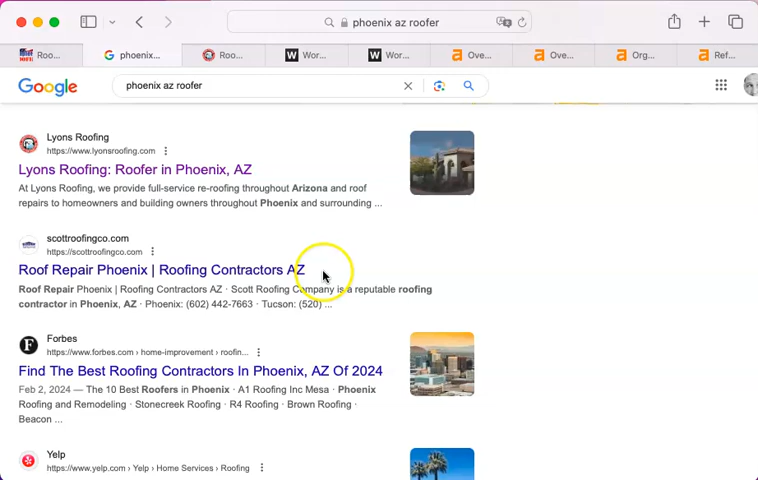 phoenix az roofer
Roo...
phoenix...
Roo...
Wor...
Wor...
Ove...
Ove...
Org...
Ref...
Google
phoenix az roofer
Lyons Roofing
https://www.lyonsroofing.com
Lyons Roofing: Roofer in Phoenix, AZ
At Lyons Roofing, we provide full-service re-roofing throughout Arizona and roof
repairs to homeowners and building owners throughout Phoenix and surrounding ...
scottroofingco.com
https://scottroofingco.com
Roof Repair Phoenix | Roofing Contractors AZ
Roof Repair Phoenix | Roofing Contractors AZ · Scott Roofing Company is a reputable roofing
contractor in Phoenix, AZ · Phoenix: (602) 442-7663 · Tucson: (520) ...
F
Forbes
https://www.forbes.com › home-improvement › roofin...
Find The Best Roofing Contractors In Phoenix, AZ Of 2024
Feb 2, 2024 — The 10 Best Roofers in Phoenix · A1 Roofing Inc Mesa · Phoenix
Roofing and Remodeling · Stonecreek Roofing · R4 Roofing · Brown Roofing ·
Beacon ...
Yelp
https://www.yelp.com › Yelp › Home Services › Roofing